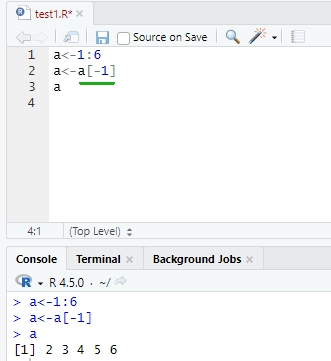 test1.R*
Source on Save
1 a<-1:6
2 a<-a[-1]
3 a
4
4:1 (Top Level)
Console Terminal Background Jobs
R R 4.5.0 · ~/
> a<-1:6
> a<-a[-1]
> a
[1] 2 3 4 5 6